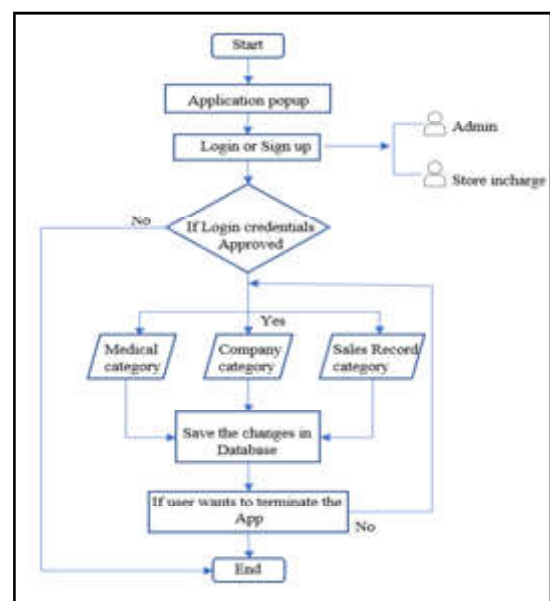 Start
Application popup
Login or Sign up
Admin
Store incharge
No
If Login credentials
Approved
Yes
Medical
category
Company
category
Sales Record
category
Save the changes in
Database
If user wants to terminate the
App
No
End